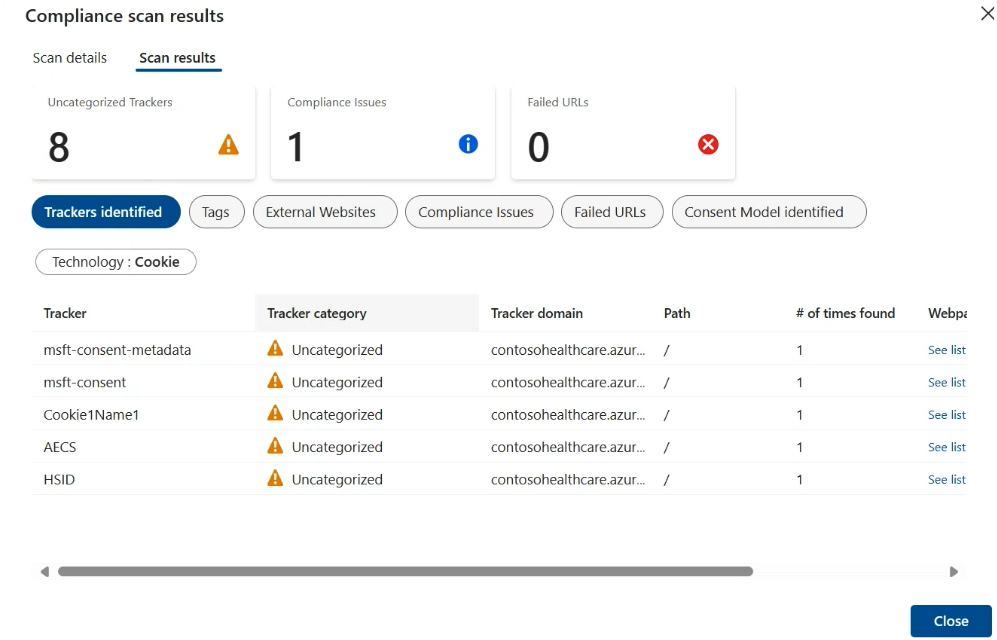 Compliance scan results
Scan details Scan results
Uncategorized Trackers Compliance Issues Failed URLs
8 1 0
Trackers identified Tags External Websites Compliance Issues Failed URLs Consent Model identified
Technology : Cookie
Tracker Tracker category Tracker domain Path # of times found Webpa
msft-consent-metadata Uncategorized contosohealthcare.azur... / 1 See list
msft-consent Uncategorized contosohealthcare.azur... / 1 See list
Cookie1Name1 Uncategorized contosohealthcare.azur... / 1 See list
AECS Uncategorized contosohealthcare.azur... / 1 See list
HSID Uncategorized contosohealthcare.azur... / 1 See list
Close